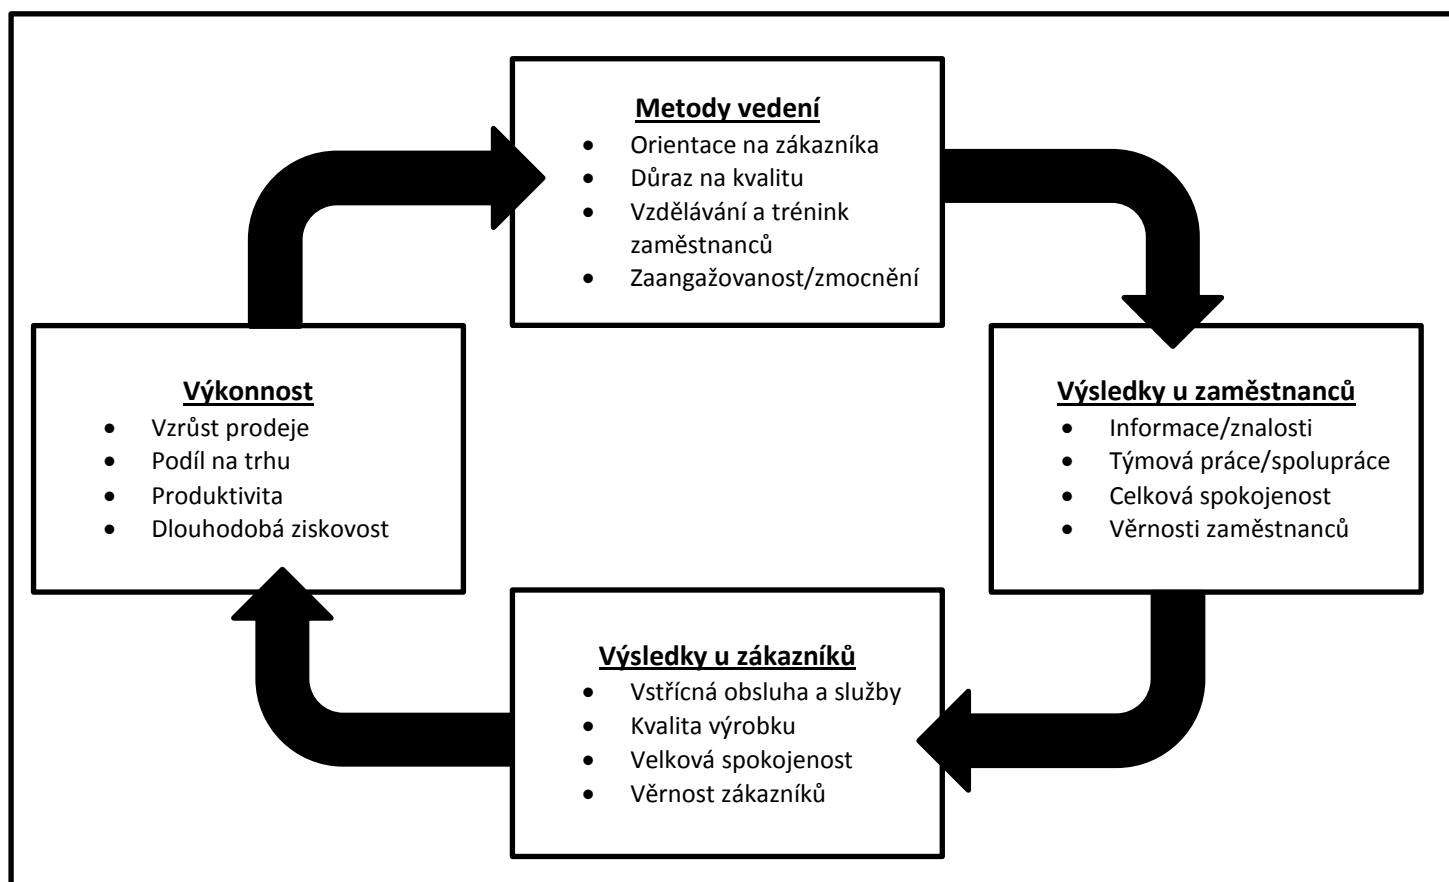 Metody vedení
• Orientace na zákazníka
• Důraz na kvalitu
• Vzdělávání a trénink
zaměstnanců
• Zaangažovanost/zmocnění
Výkonnost
• Vzrůst prodeje
• Podíl na trhu
• Produktivita
• Dlouhodobá ziskovost
Výsledky u zaměstnanců
• Informace/znalosti
• Týmová práce/spolupráce
• Celková spokojenost
• Věrnosti zaměstnanců
Výsledky u zákazníků
• Vstřícná obsluha a služby
• Kvalita výrobku
• Velková spokojenost
• Věrnost zákazníků